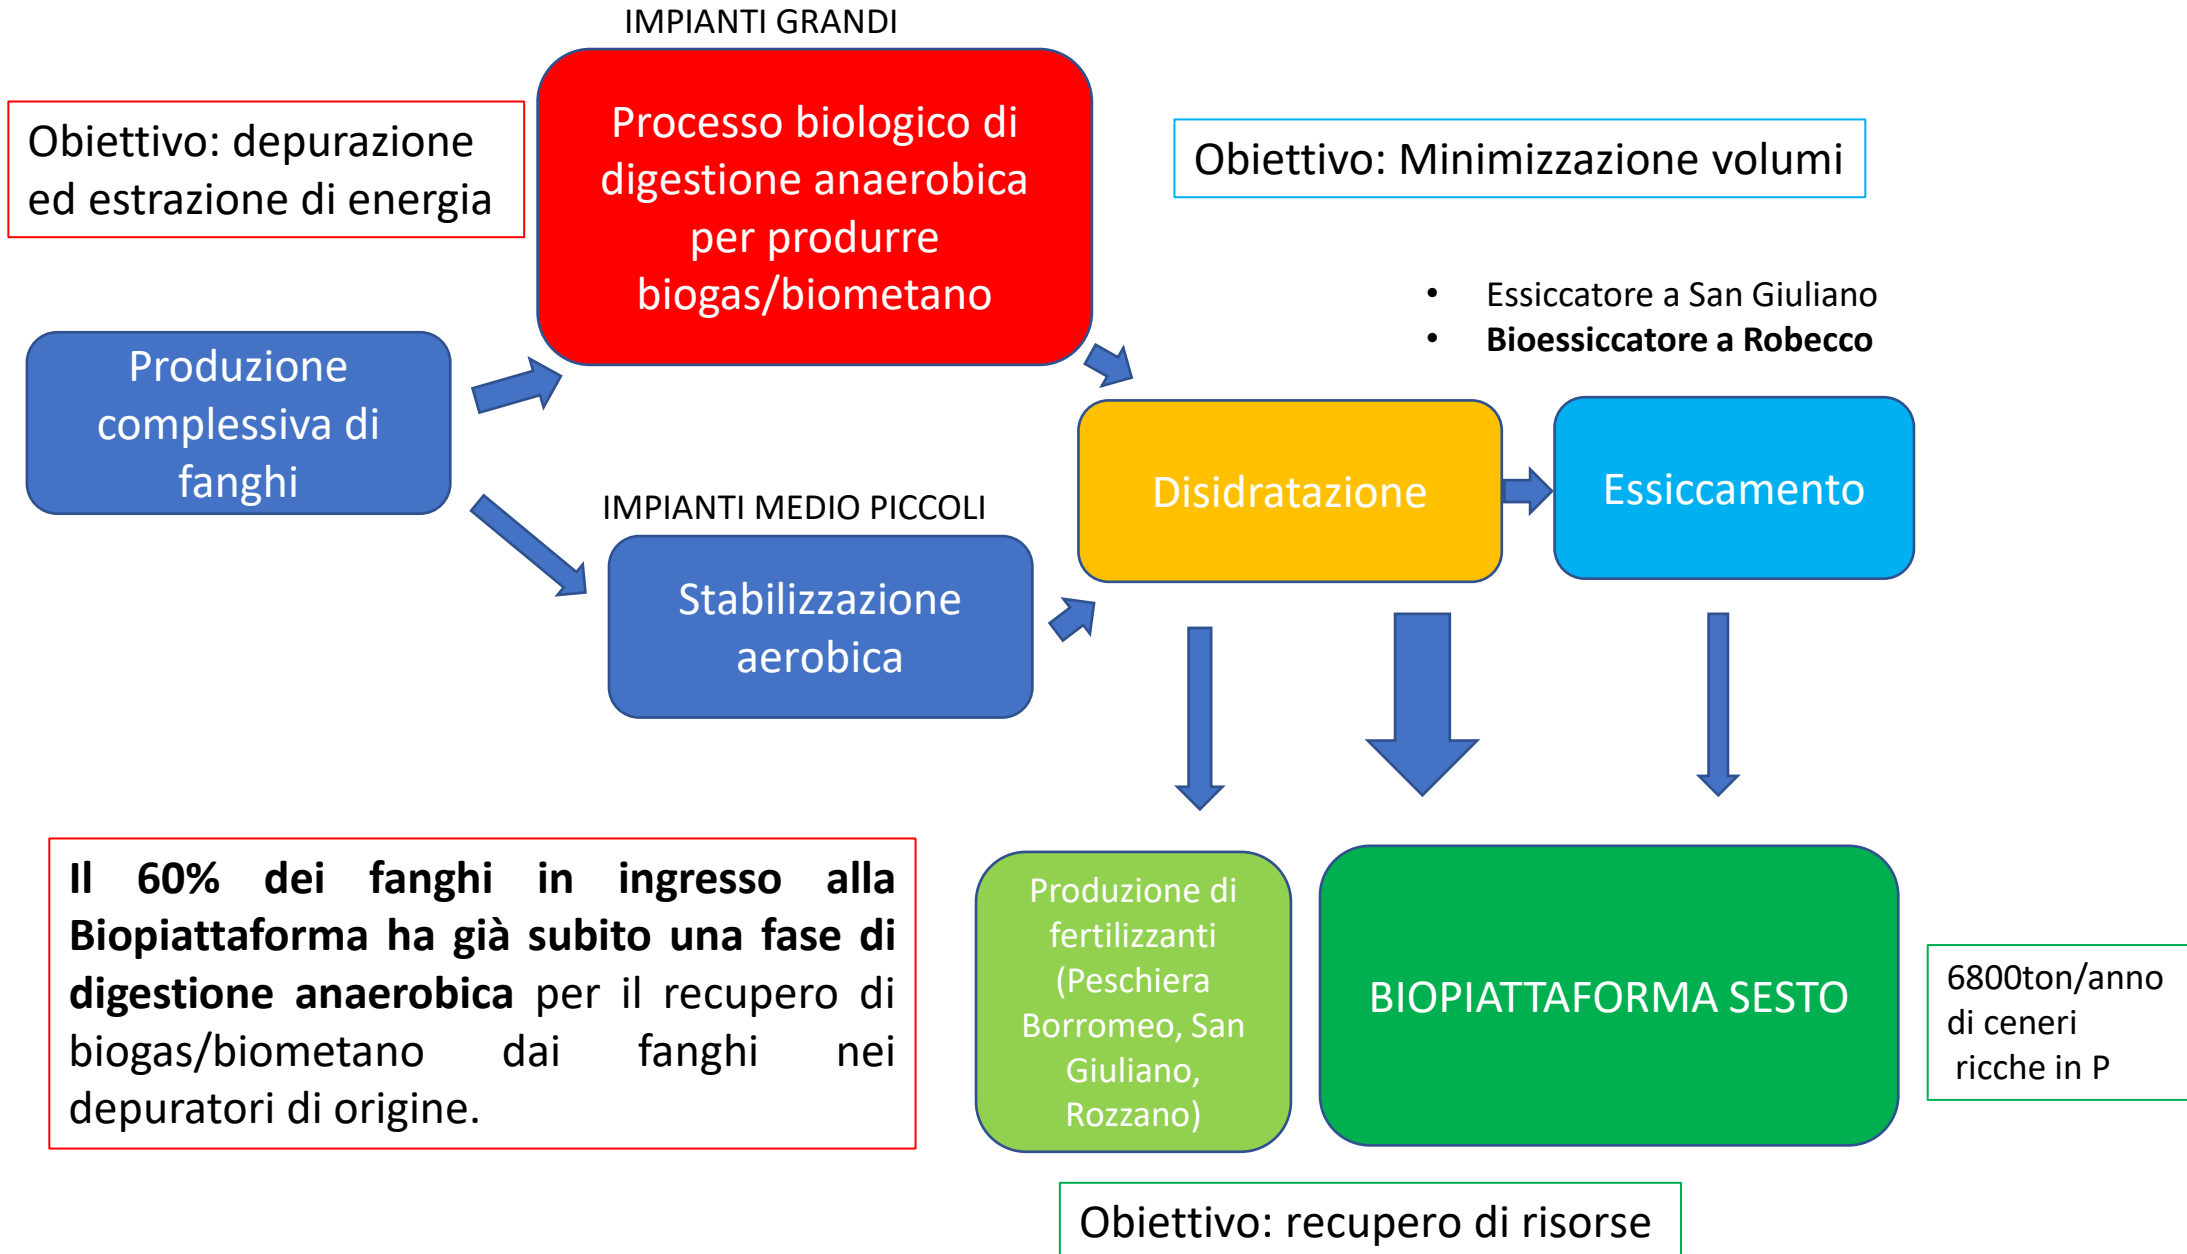 IMPIANTI GRANDI
Obiettivo: depurazione
ed estrazione di energia
Processo biologico di
digestione anaerobica
per produrre
biogas/biometano
Obiettivo: Minimizzazione volumi
• Essiccatore a San Giuliano
• Bioessiccatore a Robecco
Produzione
complessiva di
fanghi
IMPIANTI MEDIO PICCOLI
Stabilizzazione
aerobica
Disidratazione
Essiccamento
Il 60% dei fanghi in ingresso alla
Biopiattaforma ha già subito una fase di
digestione anaerobica per il recupero di
biogas/biometano dai fanghi nei
depuratori di origine.
Produzione di
fertilizzanti
(Peschiera
Borromeo, San
Giuliano,
Rozzano)
BIOPIATTAFORMA SESTO
6800ton/anno
di ceneri
ricche in P
Obiettivo: recupero di risorse